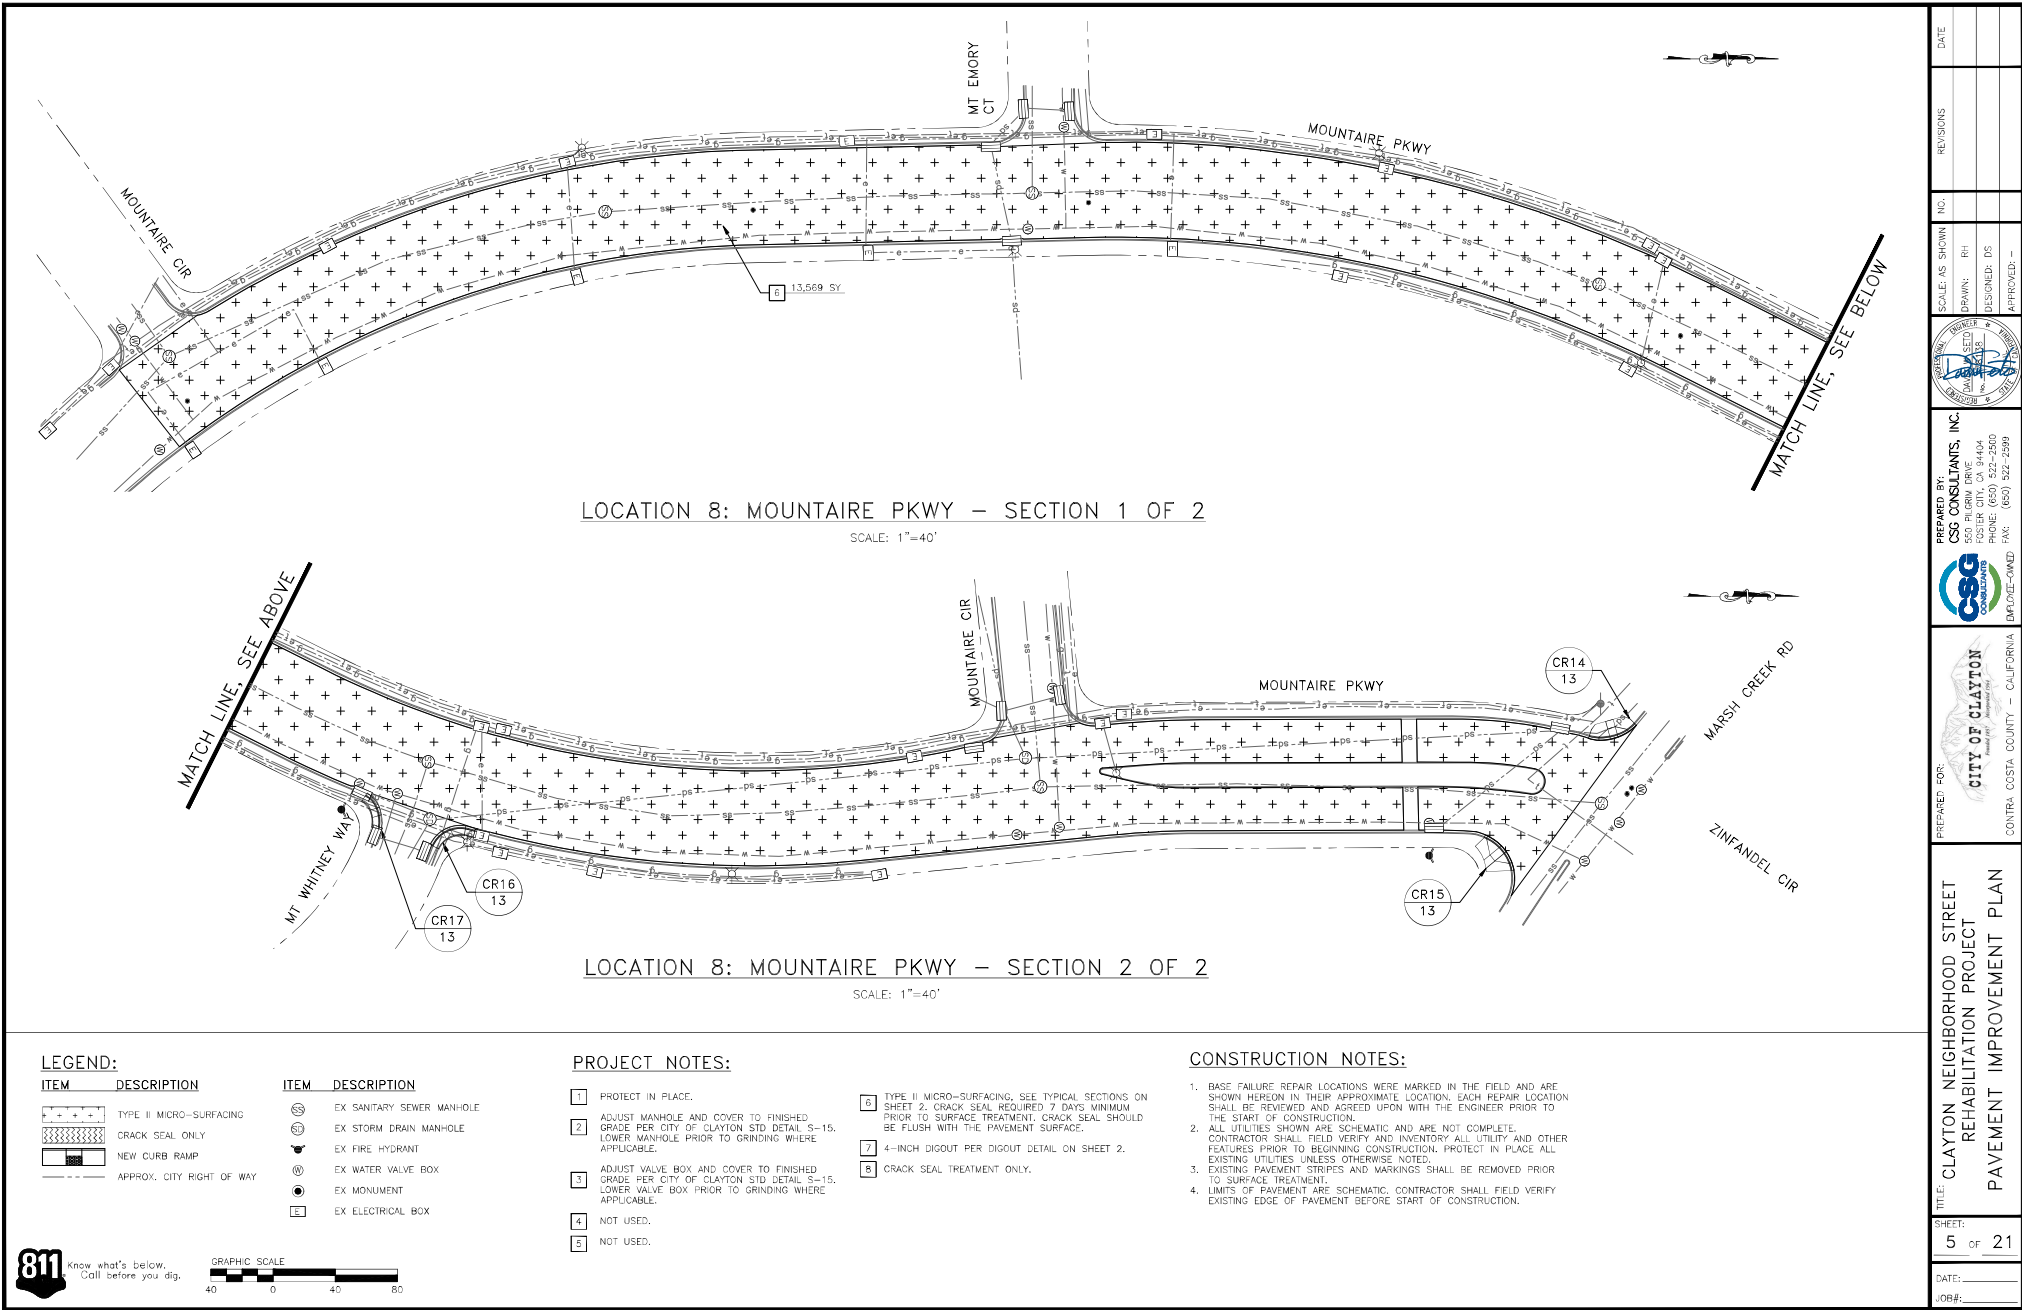 MT EMORY
CT
MOUNTAIRE PKWY
MOUNTAIRE CIR
6 13,569 SY
MATCH LINE, SEE BELOW
LOCATION 8: MOUNTAIRE PKWY – SECTION 1 OF 2
SCALE: 1"=40'
MATCH LINE, SEE ABOVE
MOUNTAIRE CIR
MOUNTAIRE PKWY
CR14
13
MARSH CREEK RD
ZINFANDEL CIR
MT WHITNEY WAY
CR16
13
CR17
13
CR15
13
LOCATION 8: MOUNTAIRE PKWY – SECTION 2 OF 2
SCALE: 1"=40'
LEGEND:
ITEM DESCRIPTION
TYPE II MICRO-SURFACING
CRACK SEAL ONLY
NEW CURB RAMP
APPROX. CITY RIGHT OF WAY
ITEM DESCRIPTION
SS EX SANITARY SEWER MANHOLE
SD EX STORM DRAIN MANHOLE
EX FIRE HYDRANT
W EX WATER VALVE BOX
EX MONUMENT
E EX ELECTRICAL BOX
811 Know what's below.
Call before you dig.
GRAPHIC SCALE
40 0 40 80
PROJECT NOTES:
1 PROTECT IN PLACE.
2 ADJUST MANHOLE AND COVER TO FINISHED
GRADE PER CITY OF CLAYTON STD DETAIL S-15.
LOWER MANHOLE PRIOR TO GRINDING WHERE
APPLICABLE.
3 ADJUST VALVE BOX AND COVER TO FINISHED
GRADE PER CITY OF CLAYTON STD DETAIL S-15.
LOWER VALVE BOX PRIOR TO GRINDING WHERE
APPLICABLE.
4 NOT USED.
5 NOT USED.
6 TYPE II MICRO-SURFACING, SEE TYPICAL SECTIONS ON
SHEET 2. CRACK SEAL REQUIRED 7 DAYS MINIMUM
PRIOR TO SURFACE TREATMENT. CRACK SEAL SHOULD
BE FLUSH WITH THE PAVEMENT SURFACE.
7 4-INCH DIGOUT PER DIGOUT DETAIL ON SHEET 2.
8 CRACK SEAL TREATMENT ONLY.
CONSTRUCTION NOTES:
1. BASE FAILURE REPAIR LOCATIONS WERE MARKED IN THE FIELD AND ARE
SHOWN HEREON IN THEIR APPROXIMATE LOCATION. EACH REPAIR LOCATION
SHALL BE REVIEWED AND AGREED UPON WITH THE ENGINEER PRIOR TO
THE START OF CONSTRUCTION.
2. ALL UTILITIES SHOWN ARE SCHEMATIC AND ARE NOT COMPLETE.
CONTRACTOR SHALL FIELD VERIFY AND INVENTORY ALL UTILITY AND OTHER
FEATURES PRIOR TO BEGINNING CONSTRUCTION. PROTECT IN PLACE ALL
EXISTING UTILITIES UNLESS OTHERWISE NOTED.
3. EXISTING PAVEMENT STRIPES AND MARKINGS SHALL BE REMOVED PRIOR
TO SURFACE TREATMENT.
4. LIMITS OF PAVEMENT ARE SCHEMATIC. CONTRACTOR SHALL FIELD VERIFY
EXISTING EDGE OF PAVEMENT BEFORE START OF CONSTRUCTION.
DATE
REVISIONS
NO.
SCALE: AS SHOWN
DRAWN: RH
DESIGNED: DS
APPROVED: –
REGISTERED PROFESSIONAL ENGINEER
PREPARED BY:
CSG CONSULTANTS, INC.
550 PILGRIM DRIVE
FOSTER CITY, CA 94404
PHONE: (650) 522-2500
FAX: (650) 522-2599
CSG
CONSULTANTS
EMPLOYEE-OWNED
PREPARED FOR:
CITY OF CLAYTON
CONTRA COSTA COUNTY – CALIFORNIA
TITLE:
CLAYTON NEIGHBORHOOD STREET
REHABILITATION PROJECT
PAVEMENT IMPROVEMENT PLAN
SHEET:
5 OF 21
DATE:
JOB#: